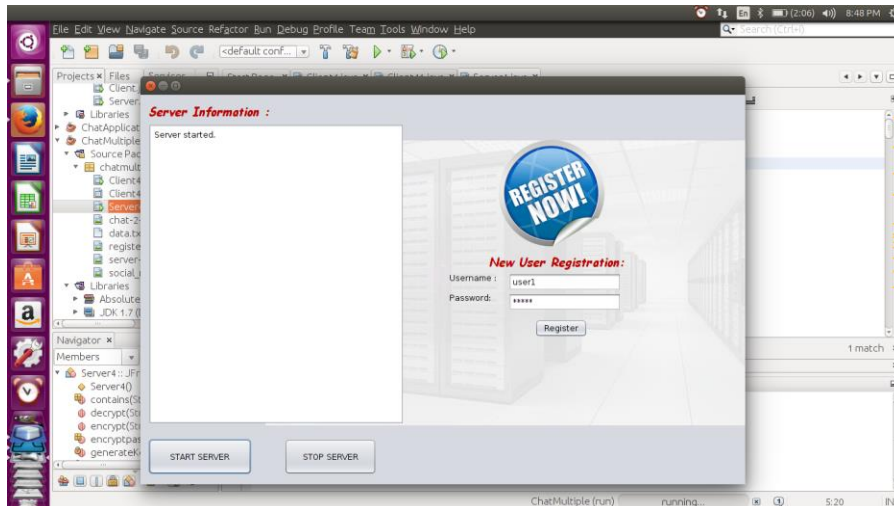 (2:06) 8:48 PM
File Edit View Navigate Source Refactor Run Debug Profile Team Tools Window Help
Search (Ctrl+I)
<default conf...
Projects Files
Client.
Server.
Libraries
ChatApplicat
ChatMultiple
Source Pac
chatmult
Client4
Client4
Server
chat-2-
data.tx
registe
server-
social_
Libraries
Absolute
JDK 1.7 (
Navigator
Members
Server4 :: JFr
Server4()
contains(St
decrypt(St
encrypt(St
encryptpas
generateK
Server Information :
Server started.
REGISTER
NOW!
New User Registration:
Username :
user1
Password:
*****
Register
START SERVER
STOP SERVER
1 match
ChatMultiple (run)
running...
5:20
IN